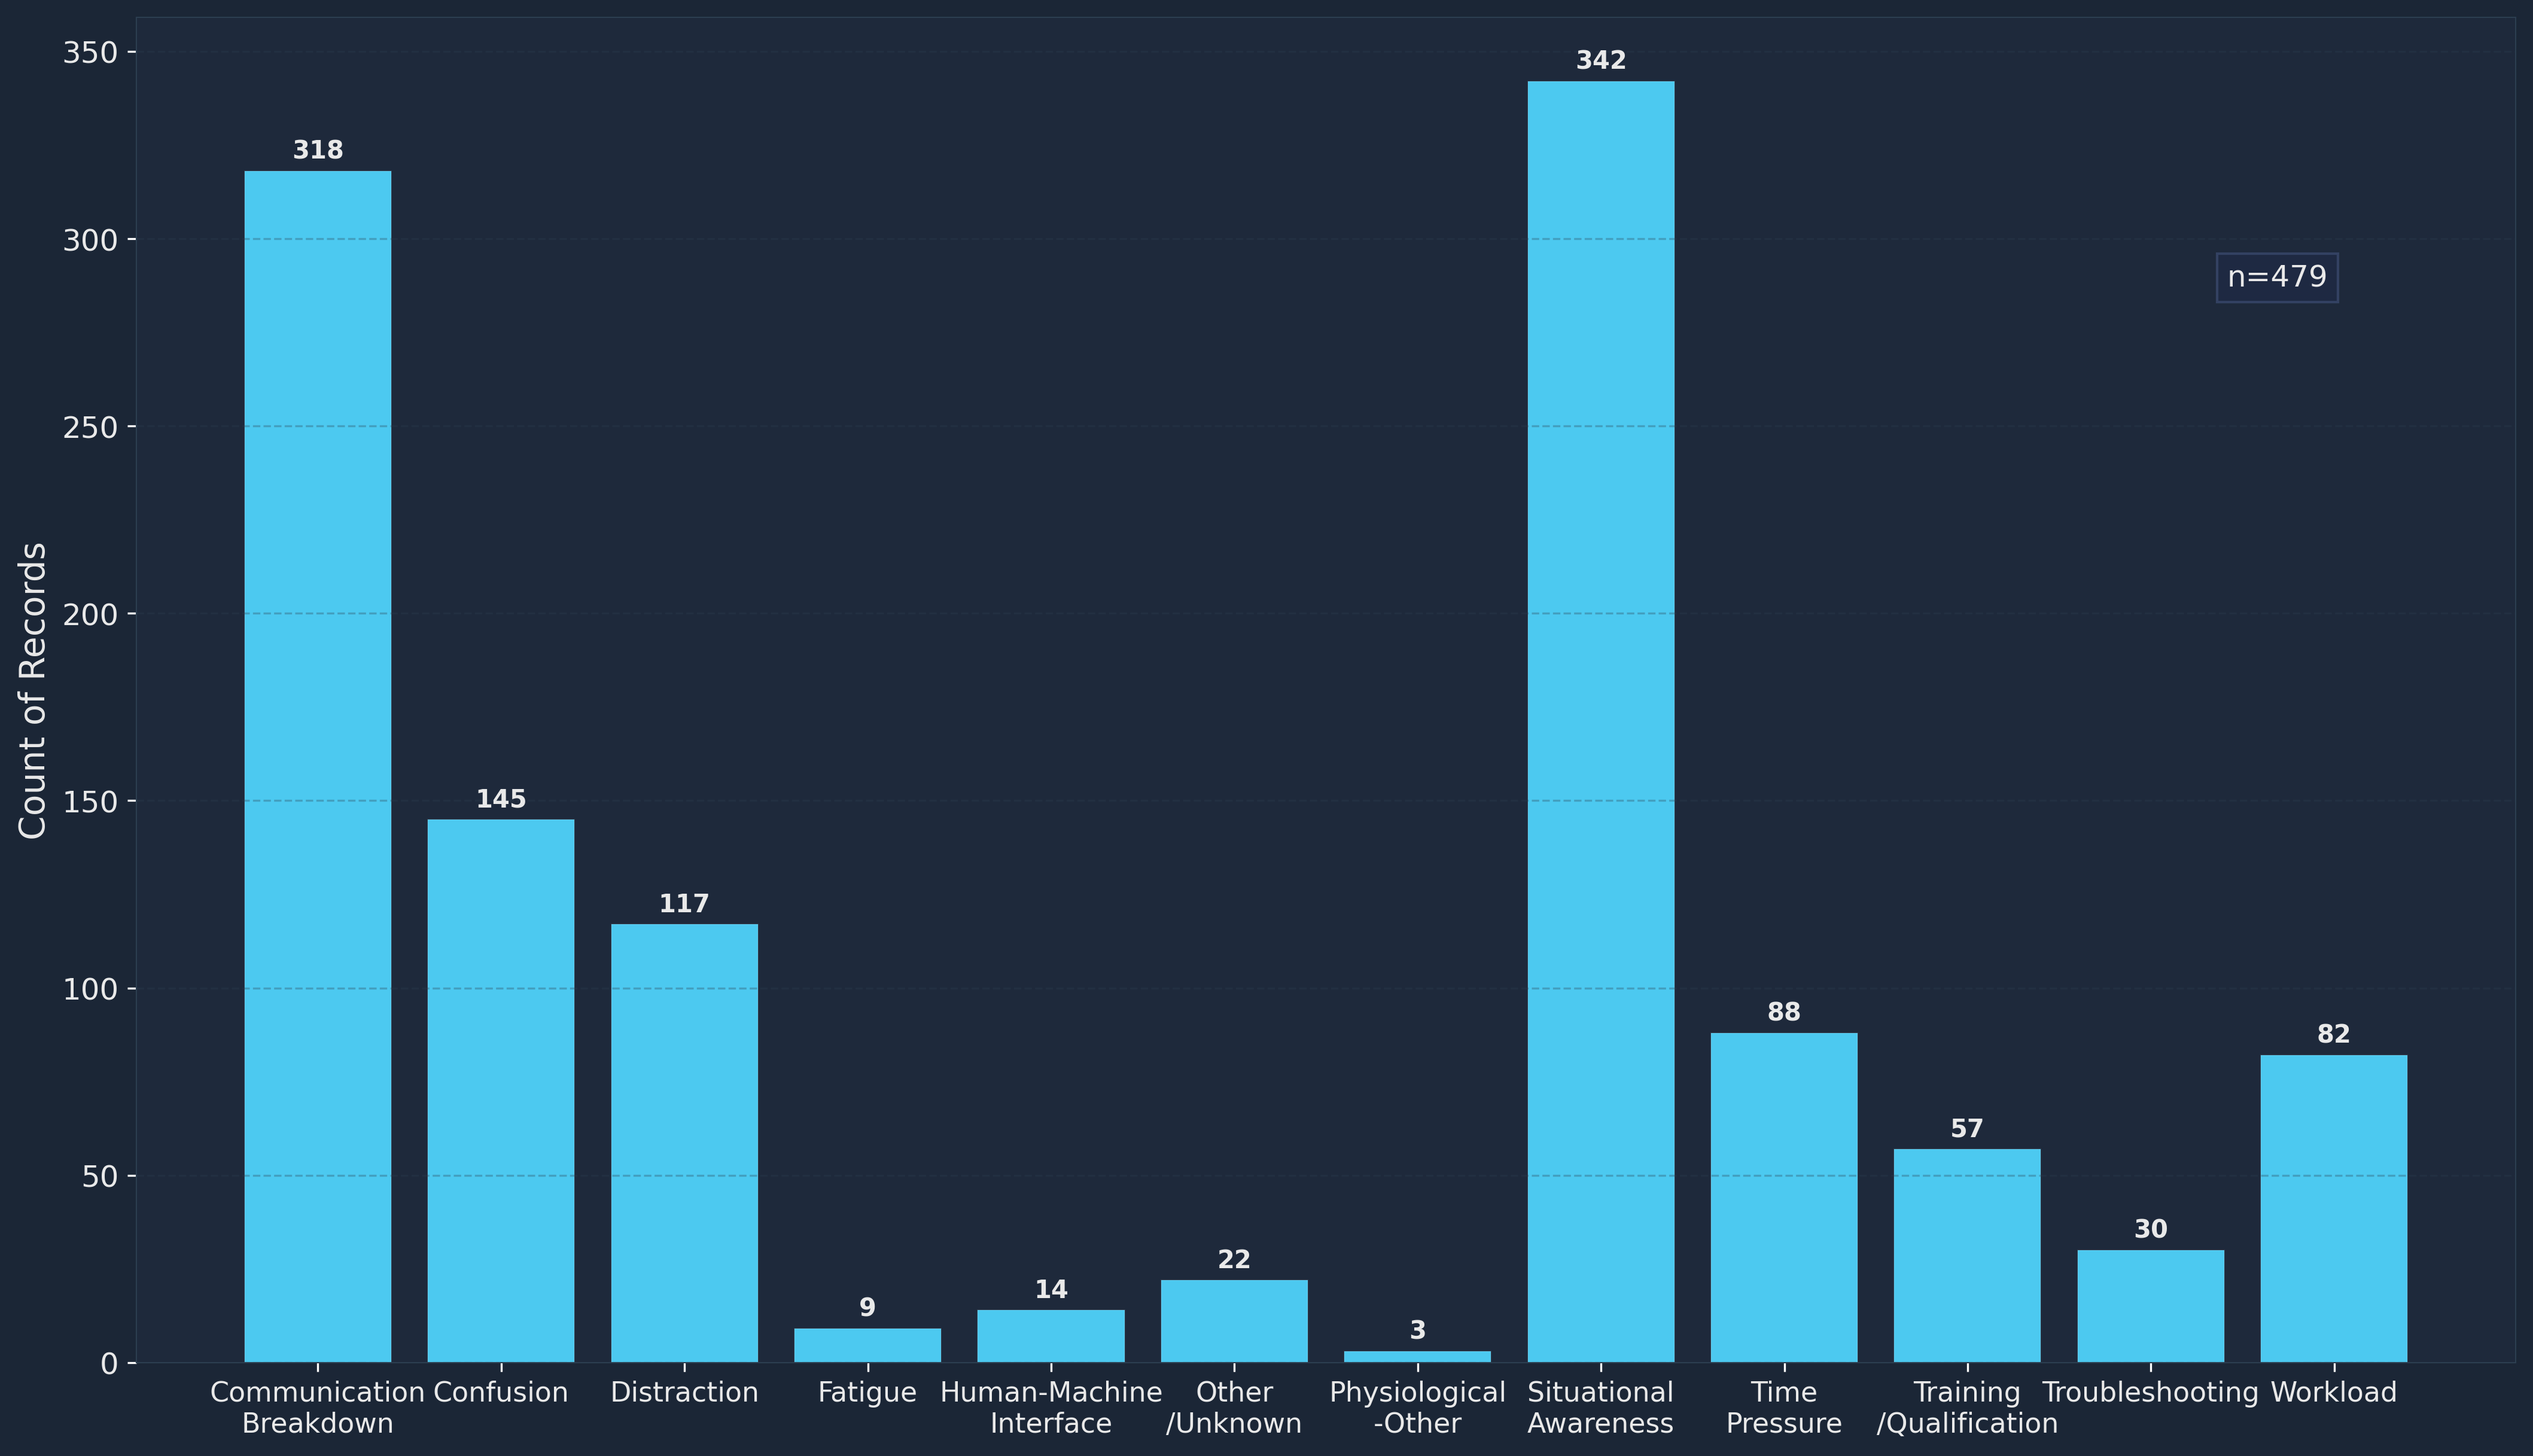 Count of Records
350
300
250
200
150
100
50
0
318
145
117
9
14
22
3
342
88
57
30
82
n=479
Communication
Breakdown
Confusion
Distraction
Fatigue
Human-Machine
Interface
Other
/Unknown
Physiological
-Other
Situational
Awareness
Time
Pressure
Training
/Qualification
Troubleshooting
Workload